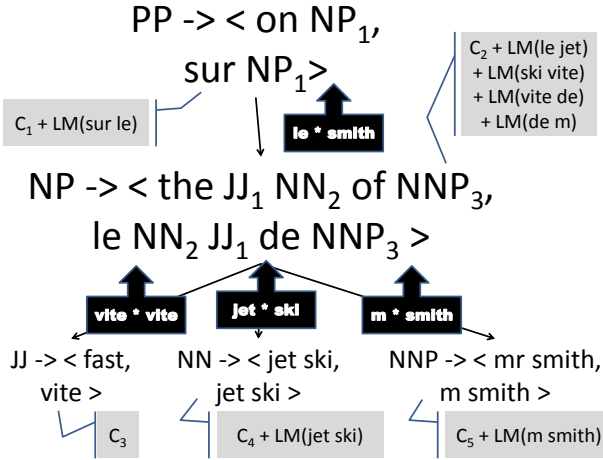 PP -> < on NP₁,
sur NP₁>
C₁ + LM(sur le)
C₂ + LM(le jet)
+ LM(ski vite)
+ LM(vite de)
+ LM(de m)
le * smith
NP -> < the JJ₁ NN₂ of NNP₃,
le NN₂ JJ₁ de NNP₃ >
vite * vite
jet * ski
m * smith
JJ -> < fast,
vite >
C₃
NN -> < jet ski,
jet ski >
C₄ + LM(jet ski)
NNP -> < mr smith,
m smith >
C₅ + LM(m smith)